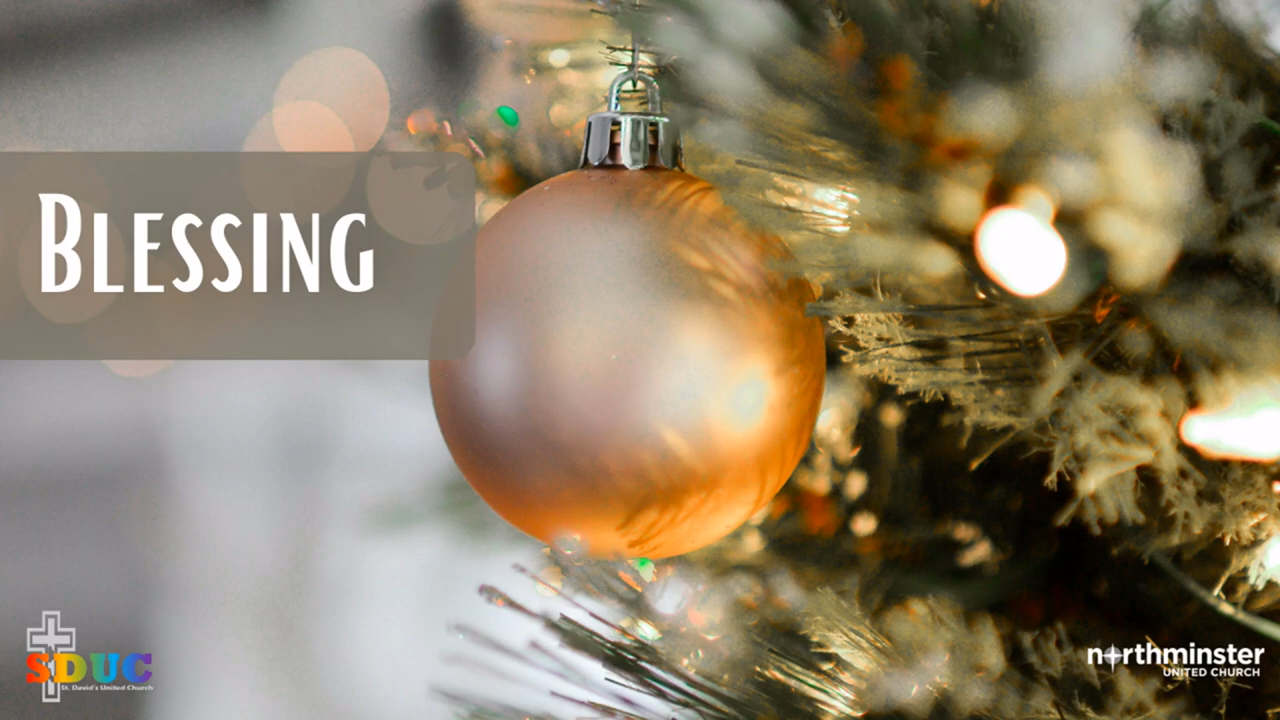 Blessing
SDUC
St. David's United Church
northminster
UNITED CHURCH